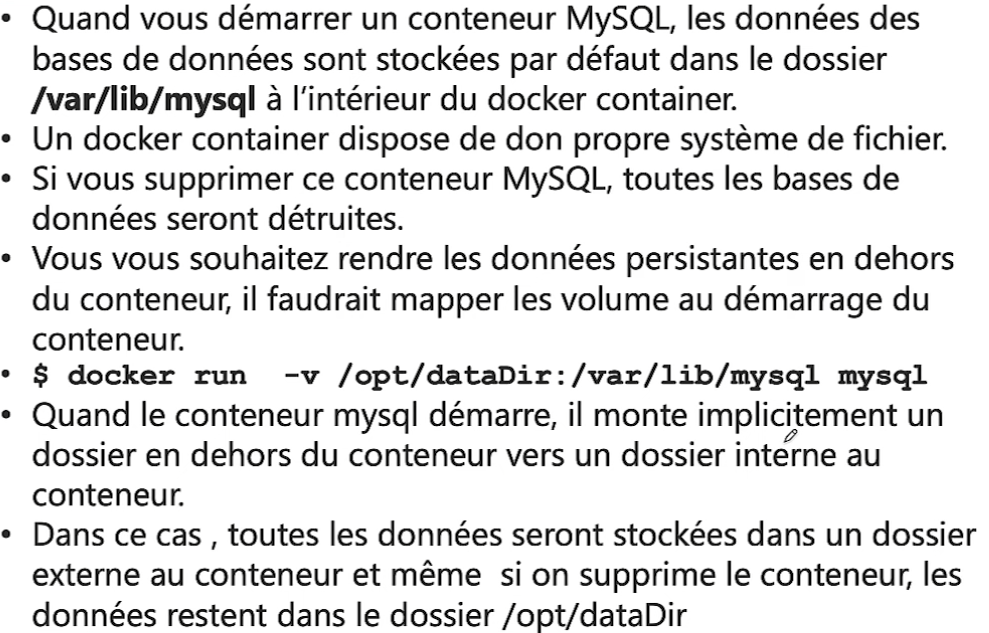 • Quand vous démarrer un conteneur MySQL, les données des
bases de données sont stockées par défaut dans le dossier
/var/lib/mysql à l'intérieur du docker container.
• Un docker container dispose de don propre système de fichier.
• Si vous supprimer ce conteneur MySQL, toutes les bases de
données seront détruites.
• Vous vous souhaitez rendre les données persistantes en dehors
du conteneur, il faudrait mapper les volume au démarrage du
conteneur.
• $ docker run  -v /opt/dataDir:/var/lib/mysql mysql
• Quand le conteneur mysql démarre, il monte implicitement un
dossier en dehors du conteneur vers un dossier interne au
conteneur.
• Dans ce cas , toutes les données seront stockées dans un dossier
externe au conteneur et même  si on supprime le conteneur, les
données restent dans le dossier /opt/dataDir